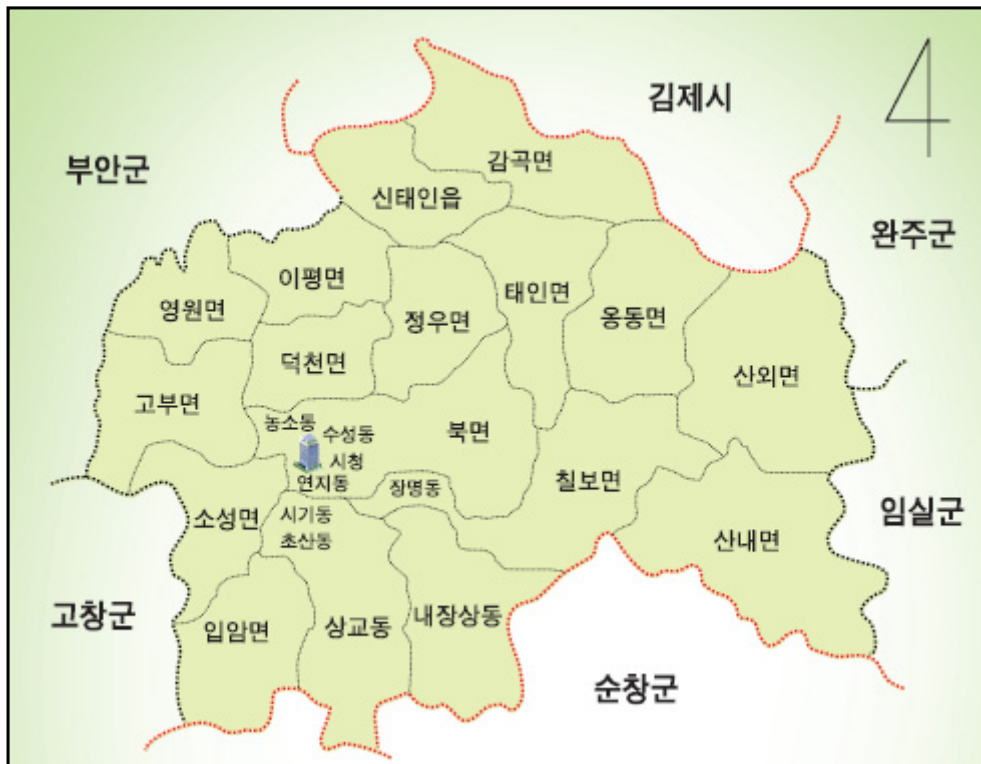 김제시
부안군
감곡면
신태인읍
완주군
이평면
태인면
영원면
정우면
옹동면
덕천면
산외면
고부면
농소동
수성동
북면
시청
연지동
장명동
칠보면
임실군
소성면
시기동
초산동
산내면
고창군
입암면
상교동
내장상동
순창군